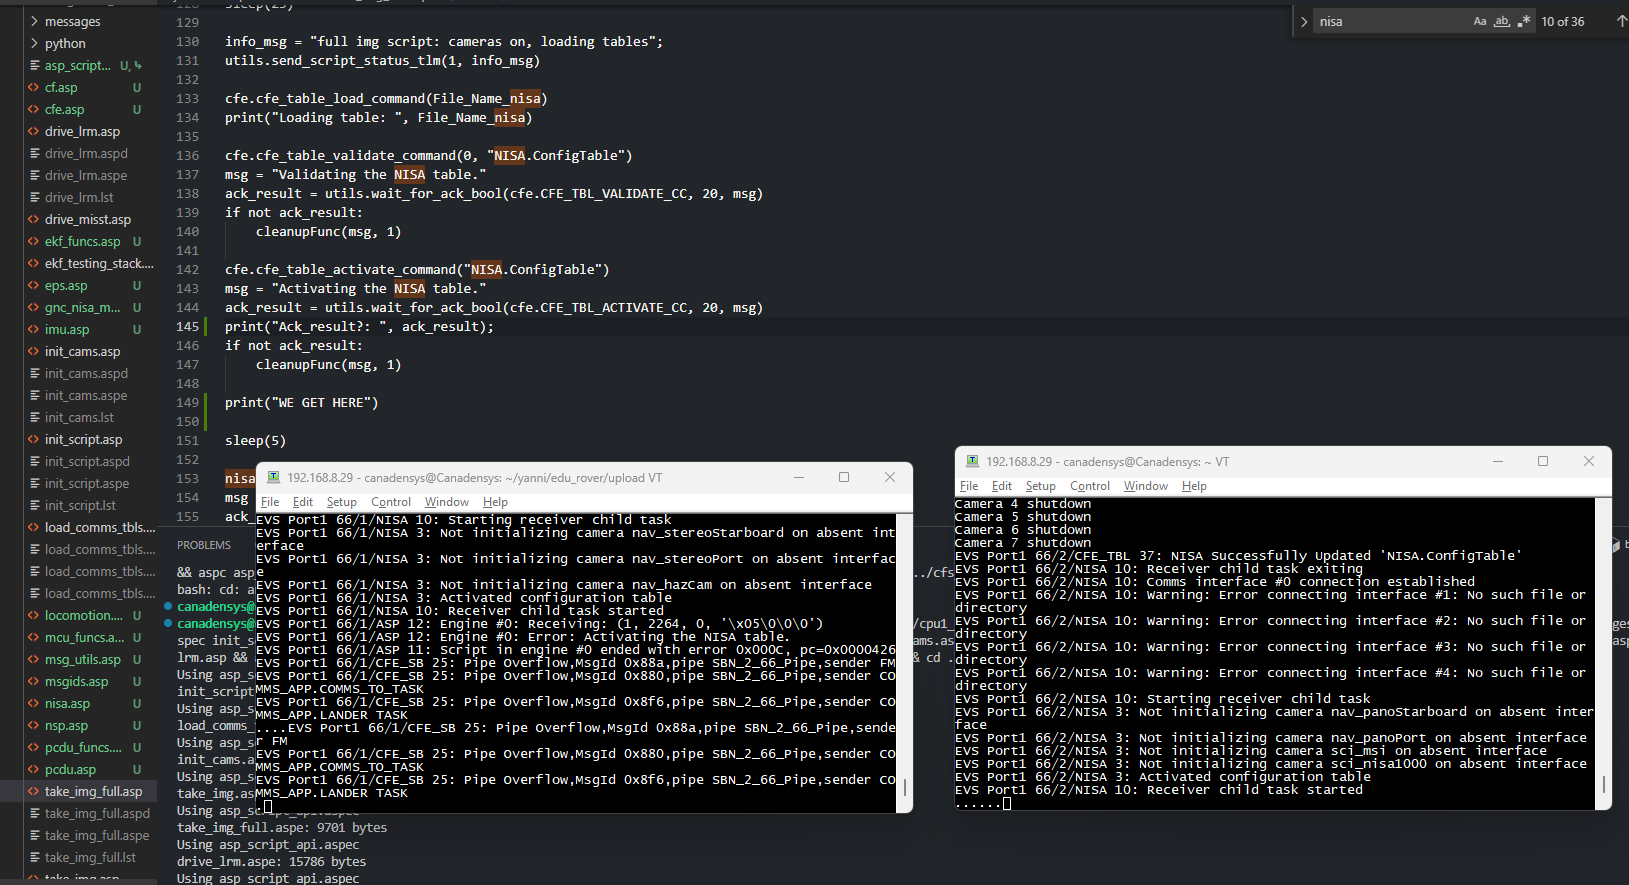 messages
python
asp_script... U,
cf.asp U
cfe.asp U
drive_lrm.asp
drive_lrm.aspd
drive_lrm.aspe
drive_lrm.lst
drive_misst.asp
ekf_funcs.asp U
ekf_testing_stack....
eps.asp U
gnc_nisa_m... U
imu.asp U
init_cams.asp
init_cams.aspd
init_cams.aspe
init_cams.lst
init_script.asp
init_script.aspd
init_script.aspe
init_script.lst
load_comms_tbls....
load_comms_tbls....
load_comms_tbls....
load_comms_tbls....
locomotion.... U
mcu_funcs.a... U
msg_utils.asp U
msgids.asp U
nisa.asp U
nsp.asp U
pcdu_funcs.... U
pcdu.asp U
take_img_full.asp
take_img_full.aspd
take_img_full.aspe
take_img_full.lst
take_img.asp
128 sleep(25)
129
130 info_msg = "full img script: cameras on, loading tables";
131 utils.send_script_status_tlm(1, info_msg)
132
133 cfe.cfe_table_load_command(File_Name_nisa)
134 print("Loading table: ", File_Name_nisa)
135
136 cfe.cfe_table_validate_command(0, "NISA.ConfigTable")
137 msg = "Validating the NISA table."
138 ack_result = utils.wait_for_ack_bool(cfe.CFE_TBL_VALIDATE_CC, 20, msg)
139 if not ack_result:
140 cleanupFunc(msg, 1)
141
142 cfe.cfe_table_activate_command("NISA.ConfigTable")
143 msg = "Activating the NISA table."
144 ack_result = utils.wait_for_ack_bool(cfe.CFE_TBL_ACTIVATE_CC, 20, msg)
145 print("Ack_result?: ", ack_result);
146 if not ack_result:
147 cleanupFunc(msg, 1)
148
149 print("WE GET HERE")
150
151 sleep(5)
152
153 nisa
154 msg
155 ack_
nisa Aa ab 10 of 36
PROBLEMS
&& aspc asp
bash: cd: a
canadensys@
canadensys@
spec init_s
lrm.asp &&
Using asp_s
init_script
Using asp_s
load_comms_
Using asp_s
init_cams.a
Using asp_s
take_img.as
Using asp_script_api.aspec
take_img_full.aspe: 9701 bytes
Using asp_script_api.aspec
drive_lrm.aspe: 15786 bytes
Using asp_script_api.aspec
../cfs
/cpu1_
ams.as
& cd .
192.168.8.29 - canadensys@Canadensys: ~/yanni/edu_rover/upload VT
File Edit Setup Control Window Help
EVS Port1 66/1/NISA 10: Starting receiver child task
EVS Port1 66/1/NISA 3: Not initializing camera nav_stereoStarboard on absent int
erface
EVS Port1 66/1/NISA 3: Not initializing camera nav_stereoPort on absent interfac
e
EVS Port1 66/1/NISA 3: Not initializing camera nav_hazCam on absent interface
EVS Port1 66/1/NISA 3: Activated configuration table
EVS Port1 66/1/NISA 10: Receiver child task started
EVS Port1 66/1/ASP 12: Engine #0: Receiving: (1, 2264, 0, '\x05\0\0\0')
EVS Port1 66/1/ASP 12: Engine #0: Error: Activating the NISA table.
EVS Port1 66/1/ASP 11: Script in engine #0 ended with error 0x000C, pc=0x0000426
EVS Port1 66/1/CFE_SB 25: Pipe Overflow,MsgId 0x88a,pipe SBN_2_66_Pipe,sender FM
EVS Port1 66/1/CFE_SB 25: Pipe Overflow,MsgId 0x880,pipe SBN_2_66_Pipe,sender CO
MMS_APP.COMMS_TO_TASK
EVS Port1 66/1/CFE_SB 25: Pipe Overflow,MsgId 0x8f6,pipe SBN_2_66_Pipe,sender CO
MMS_APP.LANDER TASK
....EVS Port1 66/1/CFE_SB 25: Pipe Overflow,MsgId 0x88a,pipe SBN_2_66_Pipe,sende
r FM
EVS Port1 66/1/CFE_SB 25: Pipe Overflow,MsgId 0x880,pipe SBN_2_66_Pipe,sender CO
MMS_APP.COMMS_TO_TASK
EVS Port1 66/1/CFE_SB 25: Pipe Overflow,MsgId 0x8f6,pipe SBN_2_66_Pipe,sender CO
MMS_APP.LANDER TASK
.
192.168.8.29 - canadensys@Canadensys: ~ VT
File Edit Setup Control Window Help
Camera 4 shutdown
Camera 5 shutdown
Camera 6 shutdown
Camera 7 shutdown
EVS Port1 66/2/CFE_TBL 37: NISA Successfully Updated 'NISA.ConfigTable'
EVS Port1 66/2/NISA 10: Receiver child task exiting
EVS Port1 66/2/NISA 10: Comms interface #0 connection established
EVS Port1 66/2/NISA 10: Warning: Error connecting interface #1: No such file or
directory
EVS Port1 66/2/NISA 10: Warning: Error connecting interface #2: No such file or
directory
EVS Port1 66/2/NISA 10: Warning: Error connecting interface #3: No such file or
directory
EVS Port1 66/2/NISA 10: Warning: Error connecting interface #4: No such file or
directory
EVS Port1 66/2/NISA 10: Starting receiver child task
EVS Port1 66/2/NISA 3: Not initializing camera nav_panoStarboard on absent inter
face
EVS Port1 66/2/NISA 3: Not initializing camera nav_panoPort on absent interface
EVS Port1 66/2/NISA 3: Not initializing camera sci_msi on absent interface
EVS Port1 66/2/NISA 3: Not initializing camera sci_nisa1000 on absent interface
EVS Port1 66/2/NISA 3: Activated configuration table
EVS Port1 66/2/NISA 10: Receiver child task started
......
ges
asp